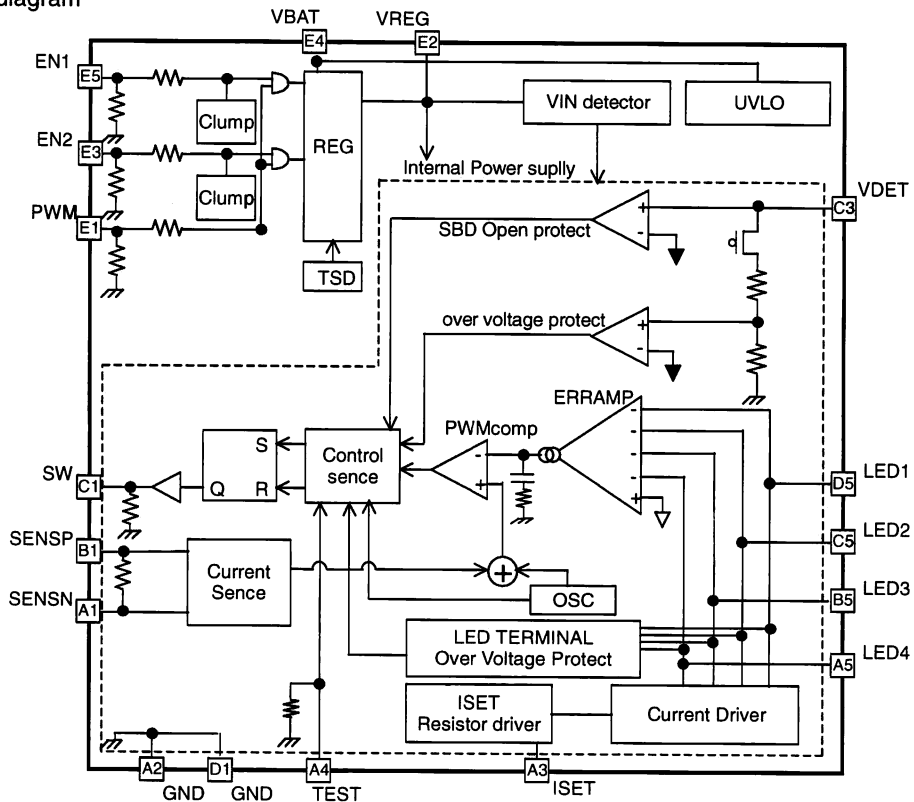 diagram
VBAT
VREG
E4
E2
EN1
E5
Clump
REG
VIN detector
UVLO
EN2
E3
Clump
Internal Power suplly
PWM
E1
VDET
C3
+
-
SBD Open protect
TSD
over voltage protect
+
-
ERRAMP
PWMcomp
-
-
-
-
+
-
+
S
Q
R
Control
sence
SW
C1
LED1
D5
SENSP
B1
LED2
C5
Current
Sence
+
OSC
SENSN
A1
LED3
B5
LED TERMINAL
Over Voltage Protect
LED4
A5
ISET
Resistor driver
Current Driver
A2
D1
A4
A3
GND
GND
TEST
ISET